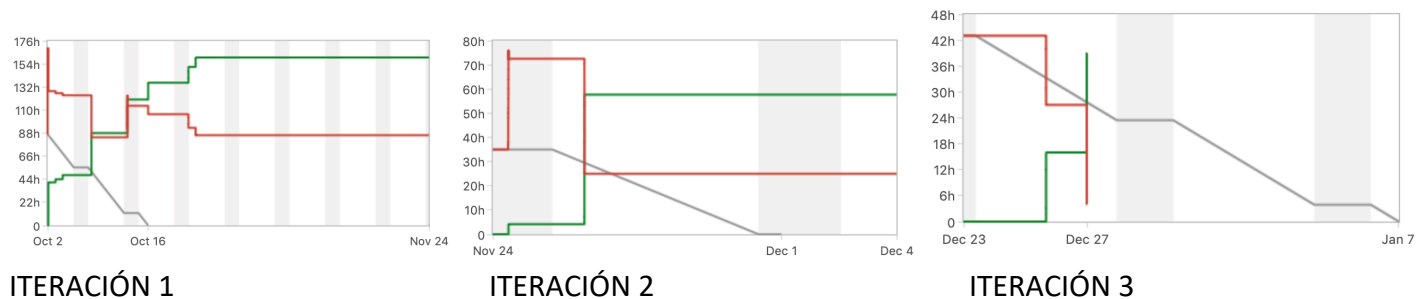 176h
154h
132h
110h
88h
66h
44h
22h
0
Oct 2
Oct 16
Nov 24
80h
70h
60h
50h
40h
30h
20h
10h
0
Nov 24
Dec 1
Dec 4
48h
42h
36h
30h
24h
18h
12h
6h
0
Dec 23
Dec 27
Jan 7
ITERACIÓN 1
ITERACIÓN 2
ITERACIÓN 3